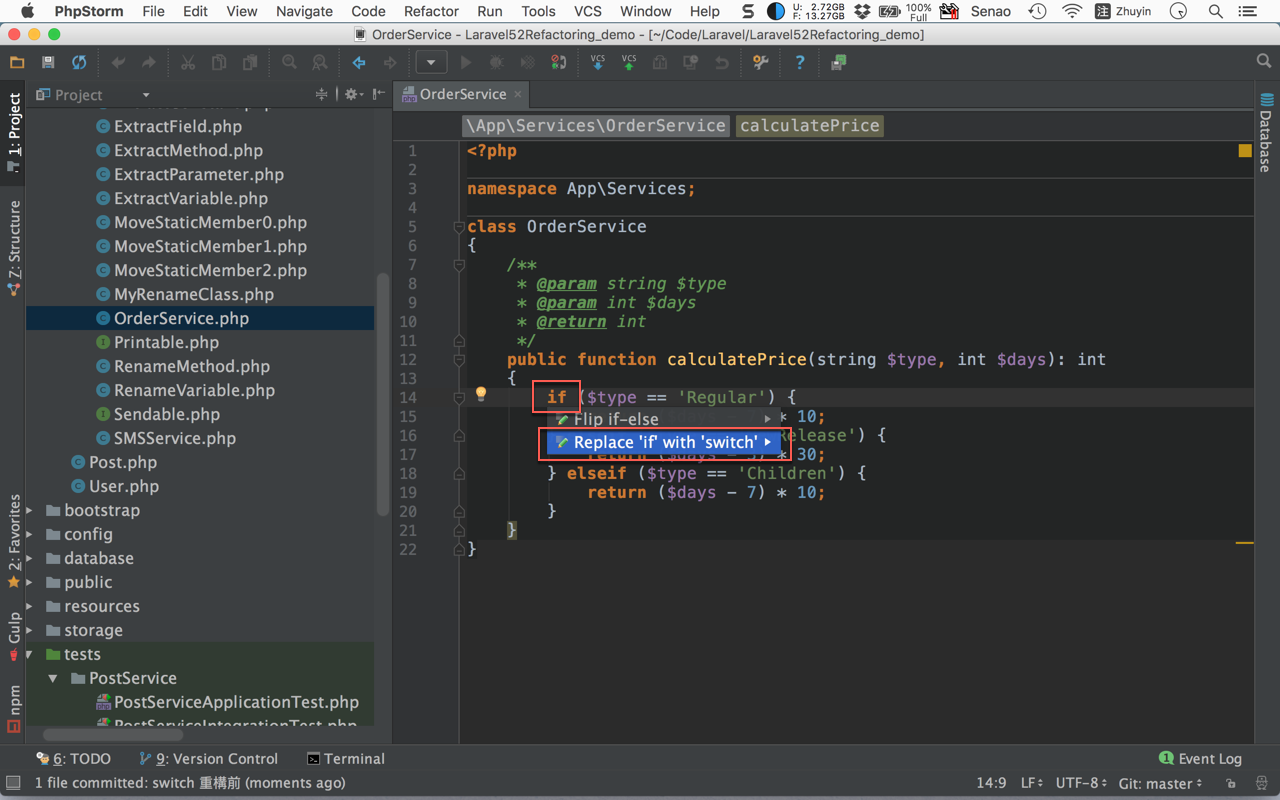 PhpStorm File Edit View Navigate Code Refactor Run Tools VCS Window Help U: 2.72GB F: 13.27GB 100% Full Senao 注 Zhuyin
OrderService - Laravel52Refactoring_demo - [~/Code/Laravel/Laravel52Refactoring_demo]
VCS VCS ?
1: Project
7: Structure
2: Favorites
Gulp
npm
Project
ExtractField.php
ExtractMethod.php
ExtractParameter.php
ExtractVariable.php
MoveStaticMember0.php
MoveStaticMember1.php
MoveStaticMember2.php
MyRenameClass.php
OrderService.php
Printable.php
RenameMethod.php
RenameVariable.php
Sendable.php
SMSService.php
Post.php
User.php
bootstrap
config
database
public
resources
storage
tests
PostService
PostServiceApplicationTest.php
PostServiceIntegrationTest.php
OrderService
\App\Services\OrderService calculatePrice
1 <?php
2
3 namespace App\Services;
4
5 class OrderService
6 {
7 /**
8 * @param string $type
9 * @param int $days
10 * @return int
11 */
12 public function calculatePrice(string $type, int $days): int
13 {
14 if ($type == 'Regular') {
Flip if-else
15 * 10;
Replace 'if' with 'switch'
16 Release') {
17 return ($days - 3) * 30;
18 } elseif ($type == 'Children') {
19 return ($days - 7) * 10;
20 }
21 }
22 }
Database
6: TODO 9: Version Control Terminal 1 Event Log
1 file committed: switch 重構前 (moments ago) 14:9 LF UTF-8 Git: master